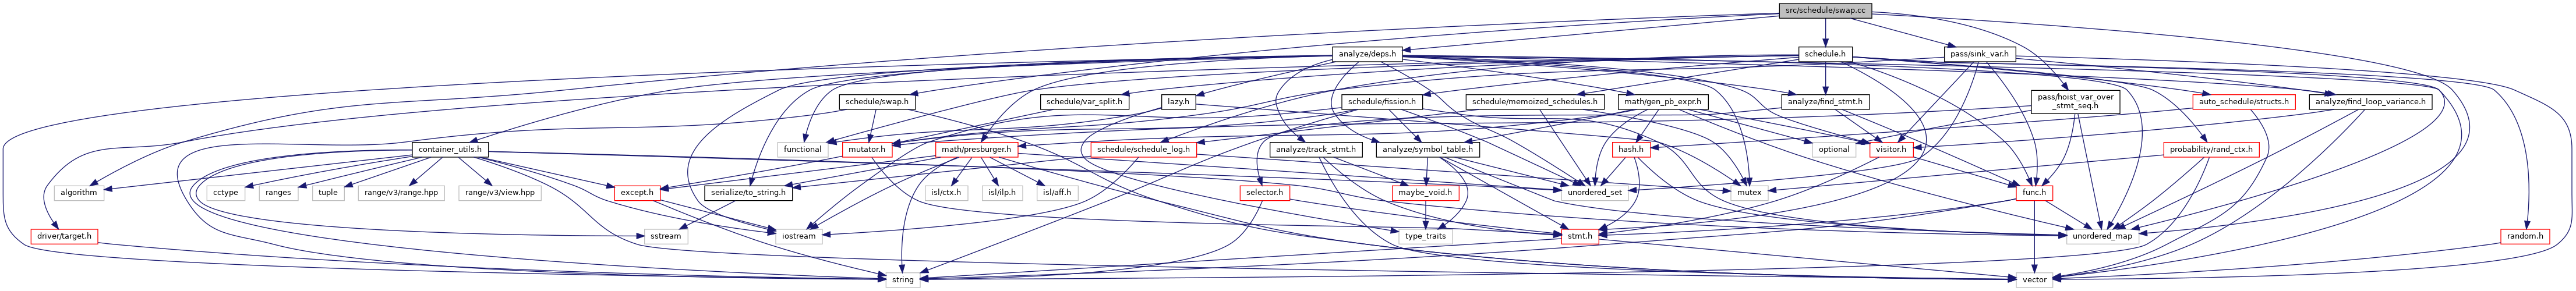 src/schedule/swap.cc
analyze/deps.h
schedule.h
pass/sink_var.h
schedule/swap.h
schedule/var_split.h
lazy.h
schedule/fission.h
schedule/memoized_schedules.h
math/gen_pb_expr.h
analyze/find_stmt.h
pass/hoist_var_over
_stmt_seq.h
auto_schedule/structs.h
analyze/find_loop_variance.h
container_utils.h
functional
mutator.h
math/presburger.h
schedule/schedule_log.h
analyze/track_stmt.h
analyze/symbol_table.h
hash.h
optional
visitor.h
probability/rand_ctx.h
algorithm
cctype
ranges
tuple
range/v3/range.hpp
range/v3/view.hpp
except.h
serialize/to_string.h
isl/ctx.h
isl/ilp.h
isl/aff.h
selector.h
maybe_void.h
unordered_set
mutex
func.h
driver/target.h
sstream
iostream
type_traits
stmt.h
unordered_map
random.h
string
vector